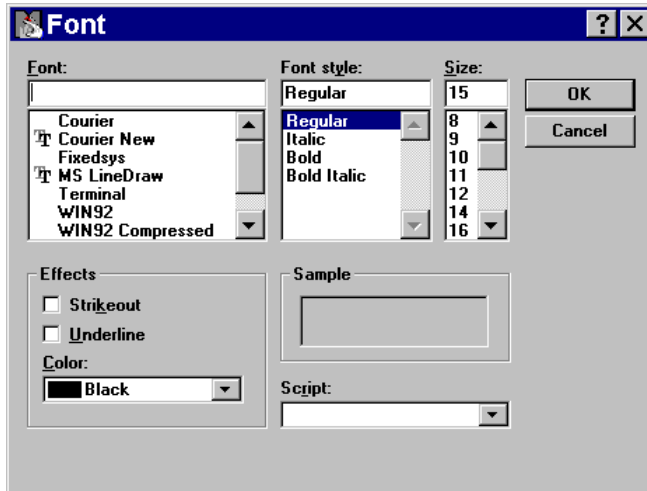 Font
Font: Font style: Size:
Regular 15
Courier
Courier New
Fixedsys
MS LineDraw
Terminal
WIN92
WIN92 Compressed
Regular
Italic
Bold
Bold Italic
8
9
10
11
12
14
16
OK
Cancel
Effects
Strikeout
Underline
Color:
Black
Sample
Script: